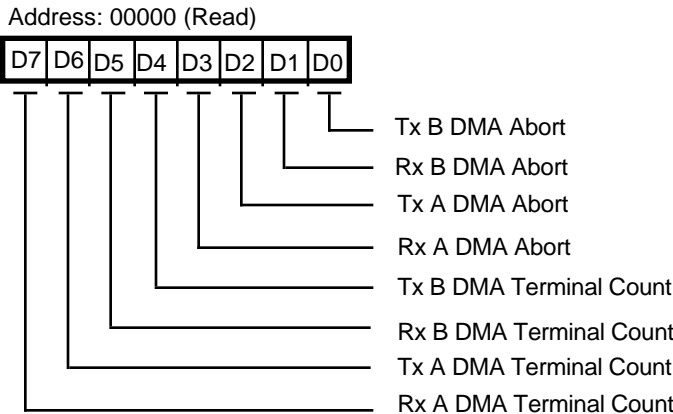 Address: 00000 (Read)
D7 D6 D5 D4 D3 D2 D1 D0
Tx B DMA Abort
Rx B DMA Abort
Tx A DMA Abort
Rx A DMA Abort
Tx B DMA Terminal Count
Rx B DMA Terminal Count
Tx A DMA Terminal Count
Rx A DMA Terminal Count